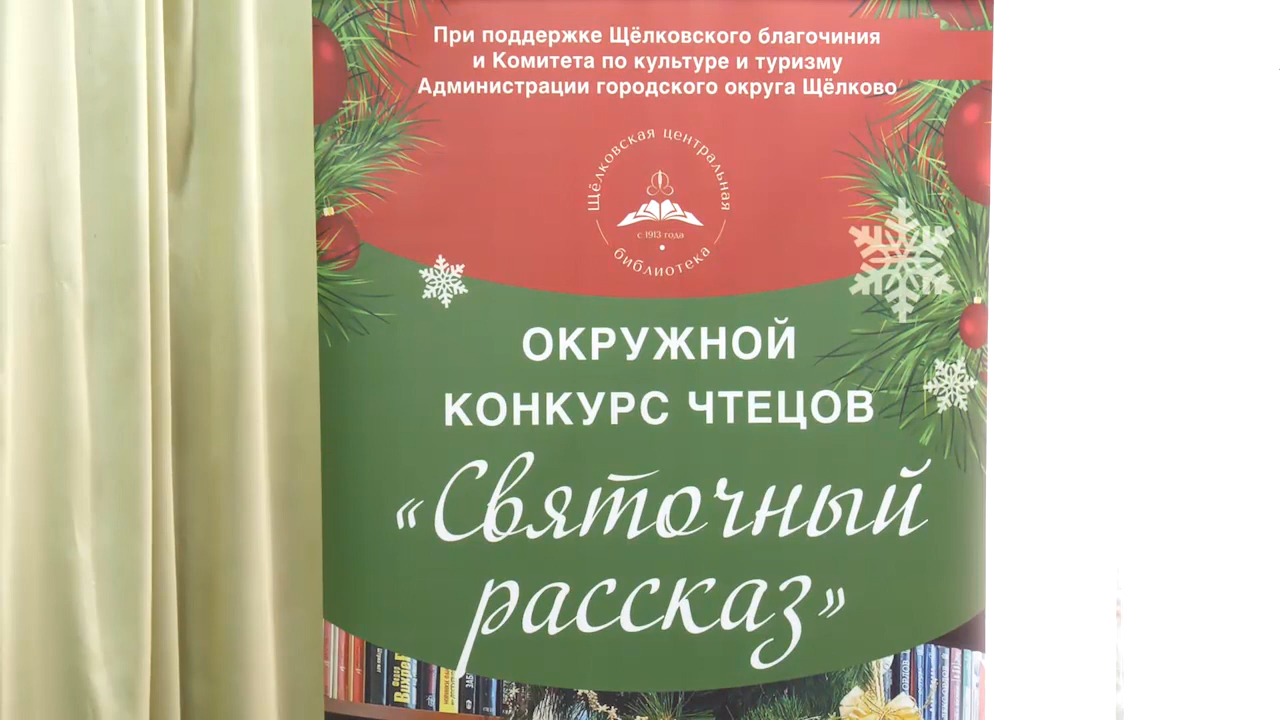 При поддержке Щёлковского благочиния
и Комитета по культуре и туризму
Администрации городского округа Щёлково
Щёлковская центральная
с 1913 года
библиотека
ОКРУЖНОЙ
КОНКУРС ЧТЕЦОВ
«Святочный
рассказ»
Вихрев